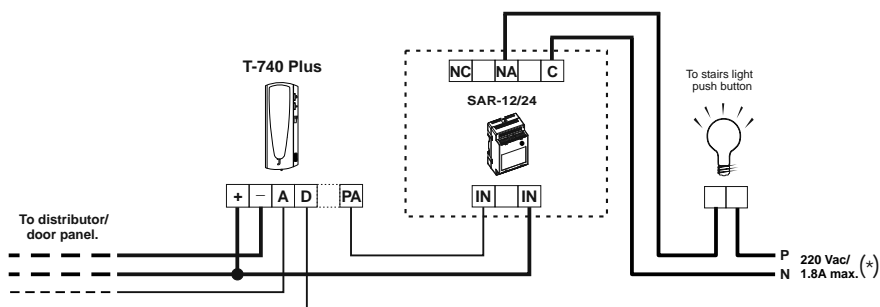 T-740 Plus
NC NA C
SAR-12/24
To stairs light
push button
+ − A D PA
IN IN
To distributor/
door panel.
P
N
220 Vac/
1.8A max. (*)